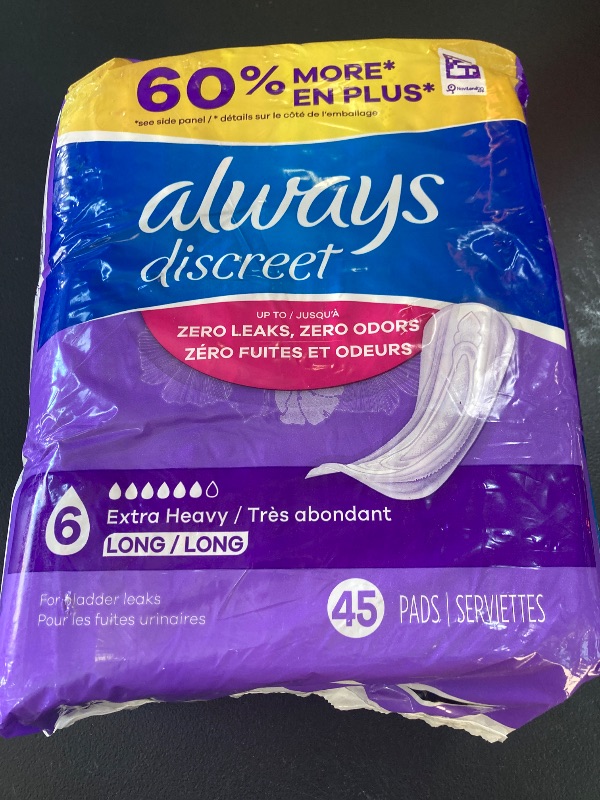 60% MORE*
EN PLUS*
*see side panel / * détails sur le côté de l'emballage
always
discreet
UP TO / JUSQU'À
ZERO LEAKS, ZERO ODORS
ZÉRO FUITES ET ODEURS
6
Extra Heavy / Très abondant
LONG / LONG
For bladder leaks
Pour les fuites urinaires
45 PADS | SERVIETTES